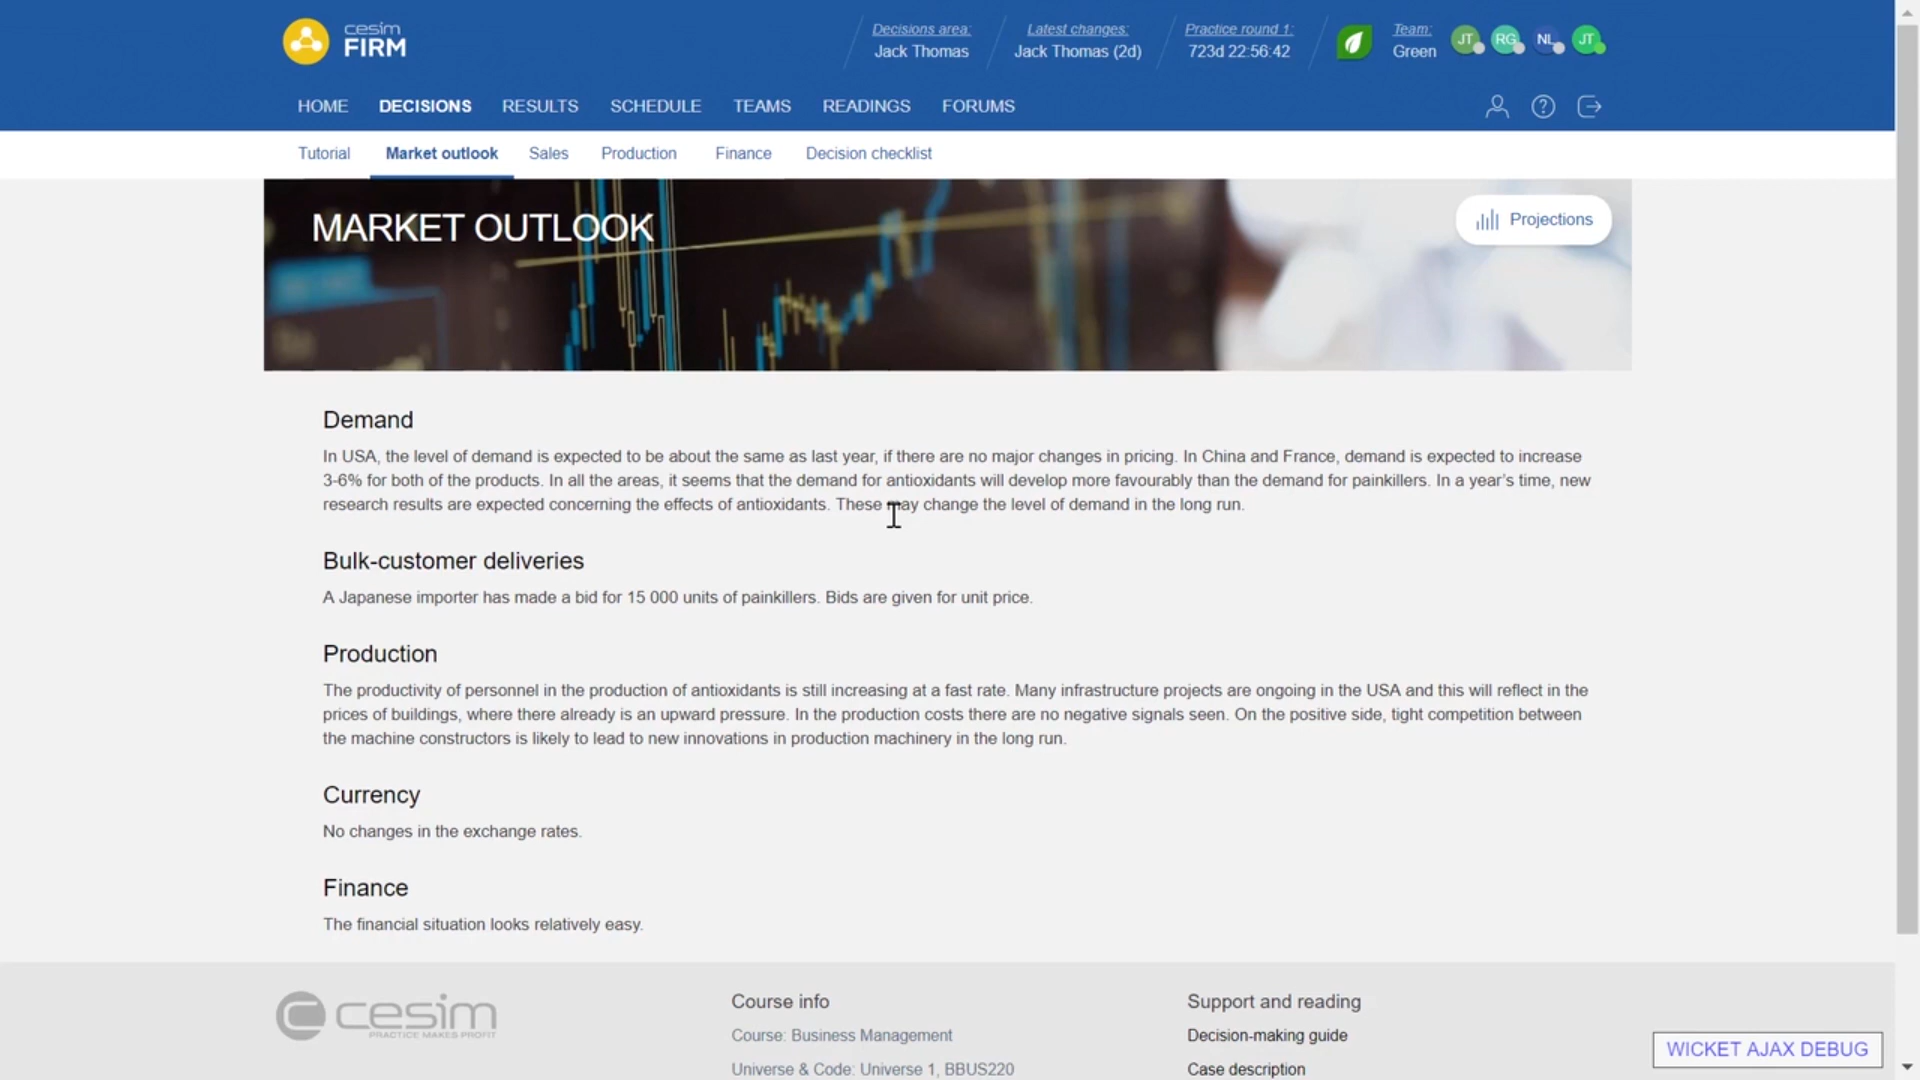 cesim
FIRM
Decisions area:
Jack Thomas
Latest changes:
Jack Thomas (2d)
Practice round 1:
723d 22:56:42
Team:
Green
JT
RG
NL
JT
HOME DECISIONS RESULTS SCHEDULE TEAMS READINGS FORUMS
Tutorial Market outlook Sales Production Finance Decision checklist
MARKET OUTLOOK
Projections
Demand
In USA, the level of demand is expected to be about the same as last year, if there are no major changes in pricing. In China and France, demand is expected to increase
3-6% for both of the products. In all the areas, it seems that the demand for antioxidants will develop more favourably than the demand for painkillers. In a year's time, new
research results are expected concerning the effects of antioxidants. These may change the level of demand in the long run.
Bulk-customer deliveries
A Japanese importer has made a bid for 15 000 units of painkillers. Bids are given for unit price.
Production
The productivity of personnel in the production of antioxidants is still increasing at a fast rate. Many infrastructure projects are ongoing in the USA and this will reflect in the
prices of buildings, where there already is an upward pressure. In the production costs there are no negative signals seen. On the positive side, tight competition between
the machine constructors is likely to lead to new innovations in production machinery in the long run.
Currency
No changes in the exchange rates.
Finance
The financial situation looks relatively easy.
cesim
PRACTICE MAKES PROFIT
Course info
Course: Business Management
Universe & Code: Universe 1, BBUS220
Support and reading
Decision-making guide
Case description
WICKET AJAX DEBUG